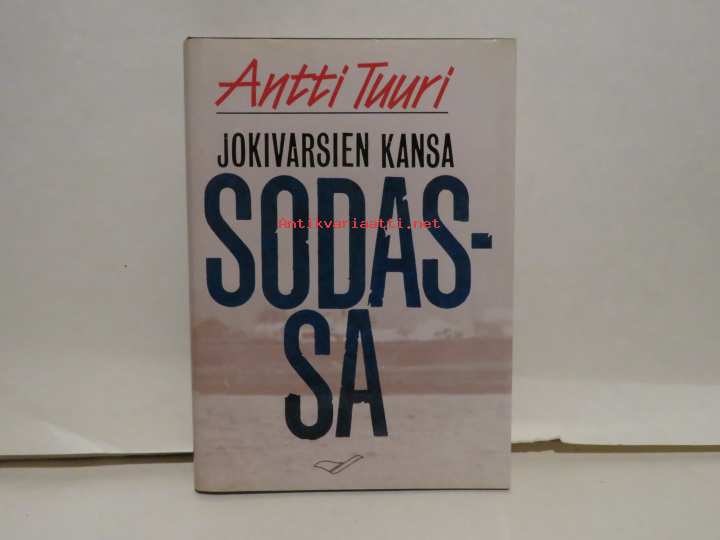 Antti Tuuri
JOKIVARSIEN KANSA
SODAS-
Antikvariaatti.net
SA